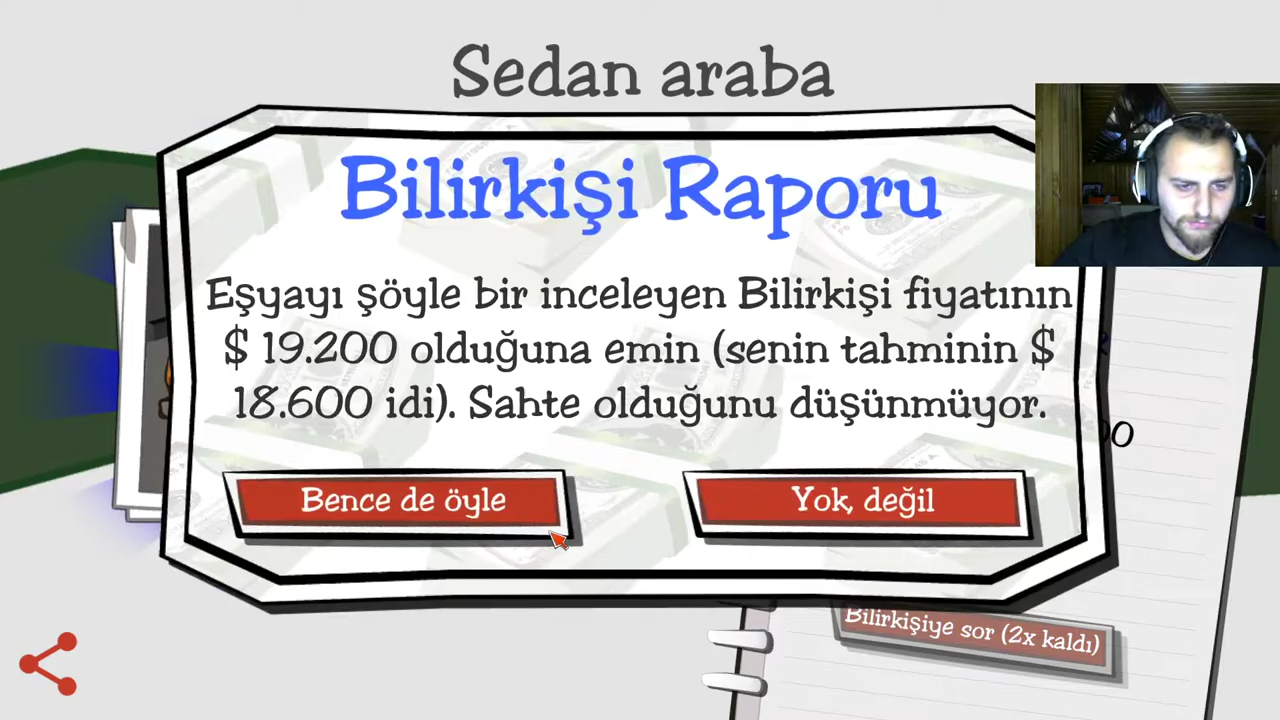 Sedan araba
Bilirkişi Raporu
Eşyayı şöyle bir inceleyen Bilirkişi fiyatının
$ 19.200 olduğuna emin (senin tahminin $
18.600 idi). Sahte olduğunu düşünmüyor.
Bence de öyle
Yok, değil
Bilirkişiye sor (2x kaldı)